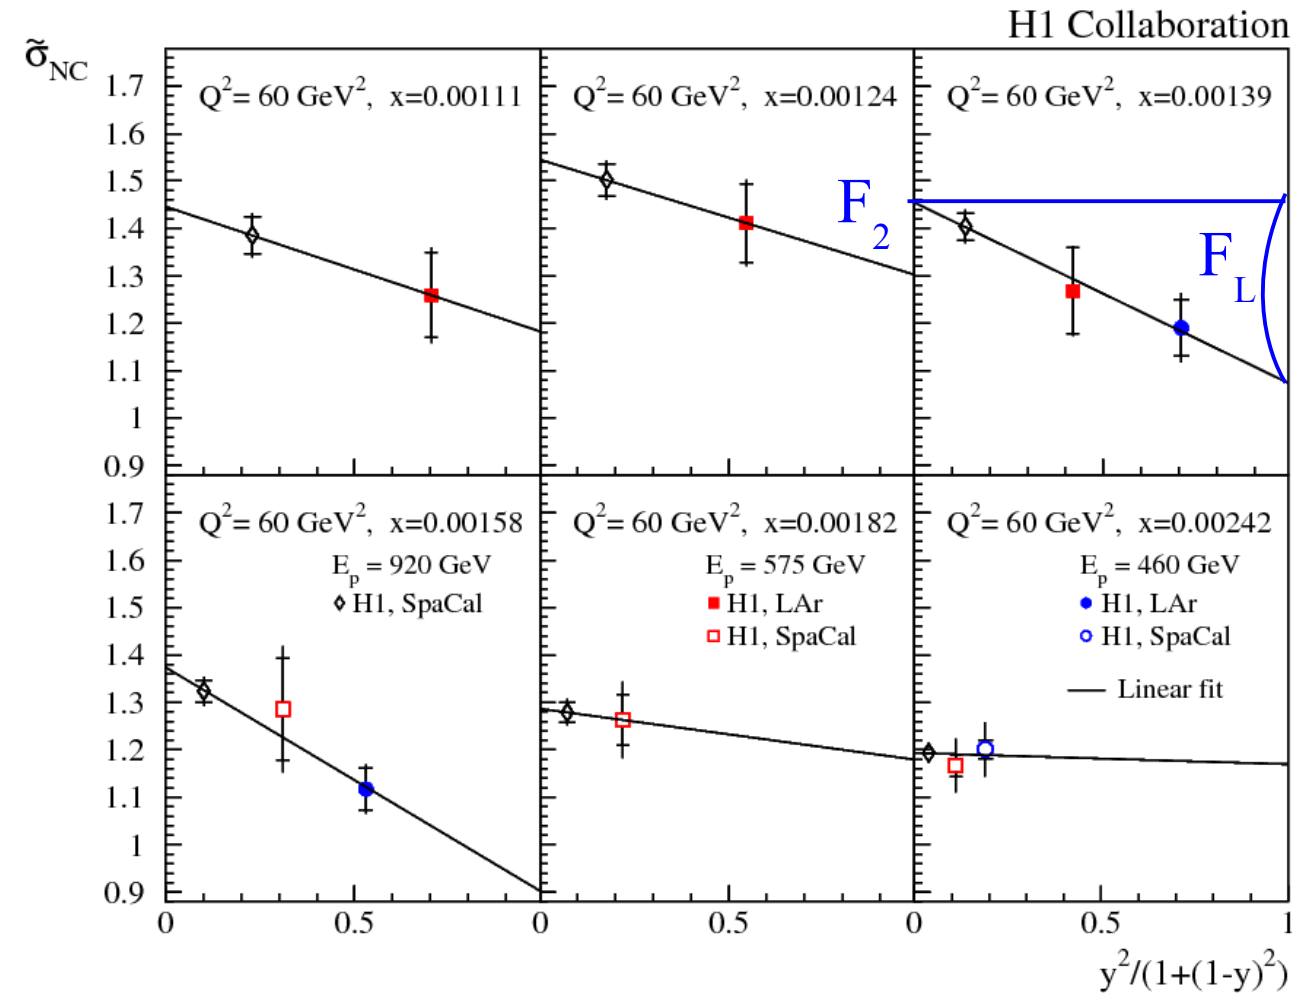 H1 Collaboration
σ̃_NC
Q²= 60 GeV², x=0.00111
Q²= 60 GeV², x=0.00124
Q²= 60 GeV², x=0.00139
1.7
1.6
1.5
1.4
1.3
1.2
1.1
1
0.9
F₂
F_L
Q²= 60 GeV², x=0.00158
E_p = 920 GeV
H1, SpaCal
Q²= 60 GeV², x=0.00182
E_p = 575 GeV
H1, LAr
H1, SpaCal
Q²= 60 GeV², x=0.00242
E_p = 460 GeV
H1, LAr
H1, SpaCal
Linear fit
1.7
1.6
1.5
1.4
1.3
1.2
1.1
1
0.9
0 0.5 0 0.5 0 0.5 1
y²/(1+(1-y)²)